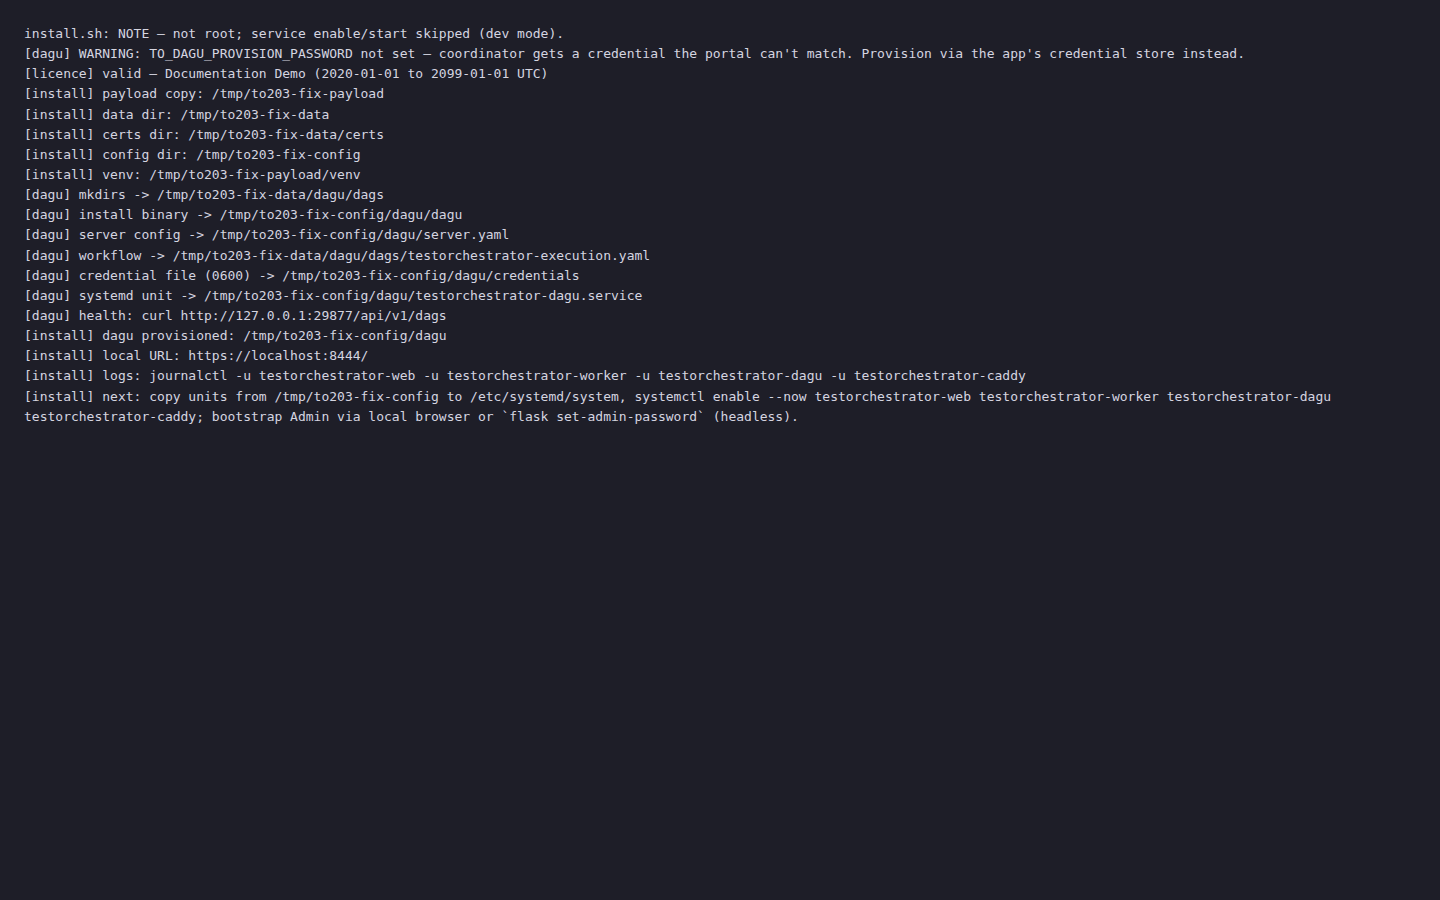 install.sh: NOTE — not root; service enable/start skipped (dev mode).
[dagu] WARNING: TO_DAGU_PROVISION_PASSWORD not set — coordinator gets a credential the portal can't match. Provision via the app's credential store instead.
[licence] valid — Documentation Demo (2020-01-01 to 2099-01-01 UTC)
[install] payload copy: /tmp/to203-fix-payload
[install] data dir: /tmp/to203-fix-data
[install] certs dir: /tmp/to203-fix-data/certs
[install] config dir: /tmp/to203-fix-config
[install] venv: /tmp/to203-fix-payload/venv
[dagu] mkdirs -> /tmp/to203-fix-data/dagu/dags
[dagu] install binary -> /tmp/to203-fix-config/dagu/dagu
[dagu] server config -> /tmp/to203-fix-config/dagu/server.yaml
[dagu] workflow -> /tmp/to203-fix-data/dagu/dags/testorchestrator-execution.yaml
[dagu] credential file (0600) -> /tmp/to203-fix-config/dagu/credentials
[dagu] systemd unit -> /tmp/to203-fix-config/dagu/testorchestrator-dagu.service
[dagu] health: curl http://127.0.0.1:29877/api/v1/dags
[install] dagu provisioned: /tmp/to203-fix-config/dagu
[install] local URL: https://localhost:8444/
[install] logs: journalctl -u testorchestrator-web -u testorchestrator-worker -u testorchestrator-dagu -u testorchestrator-caddy
[install] next: copy units from /tmp/to203-fix-config to /etc/systemd/system, systemctl enable --now testorchestrator-web testorchestrator-worker testorchestrator-dagu
testorchestrator-caddy; bootstrap Admin via local browser or `flask set-admin-password` (headless).